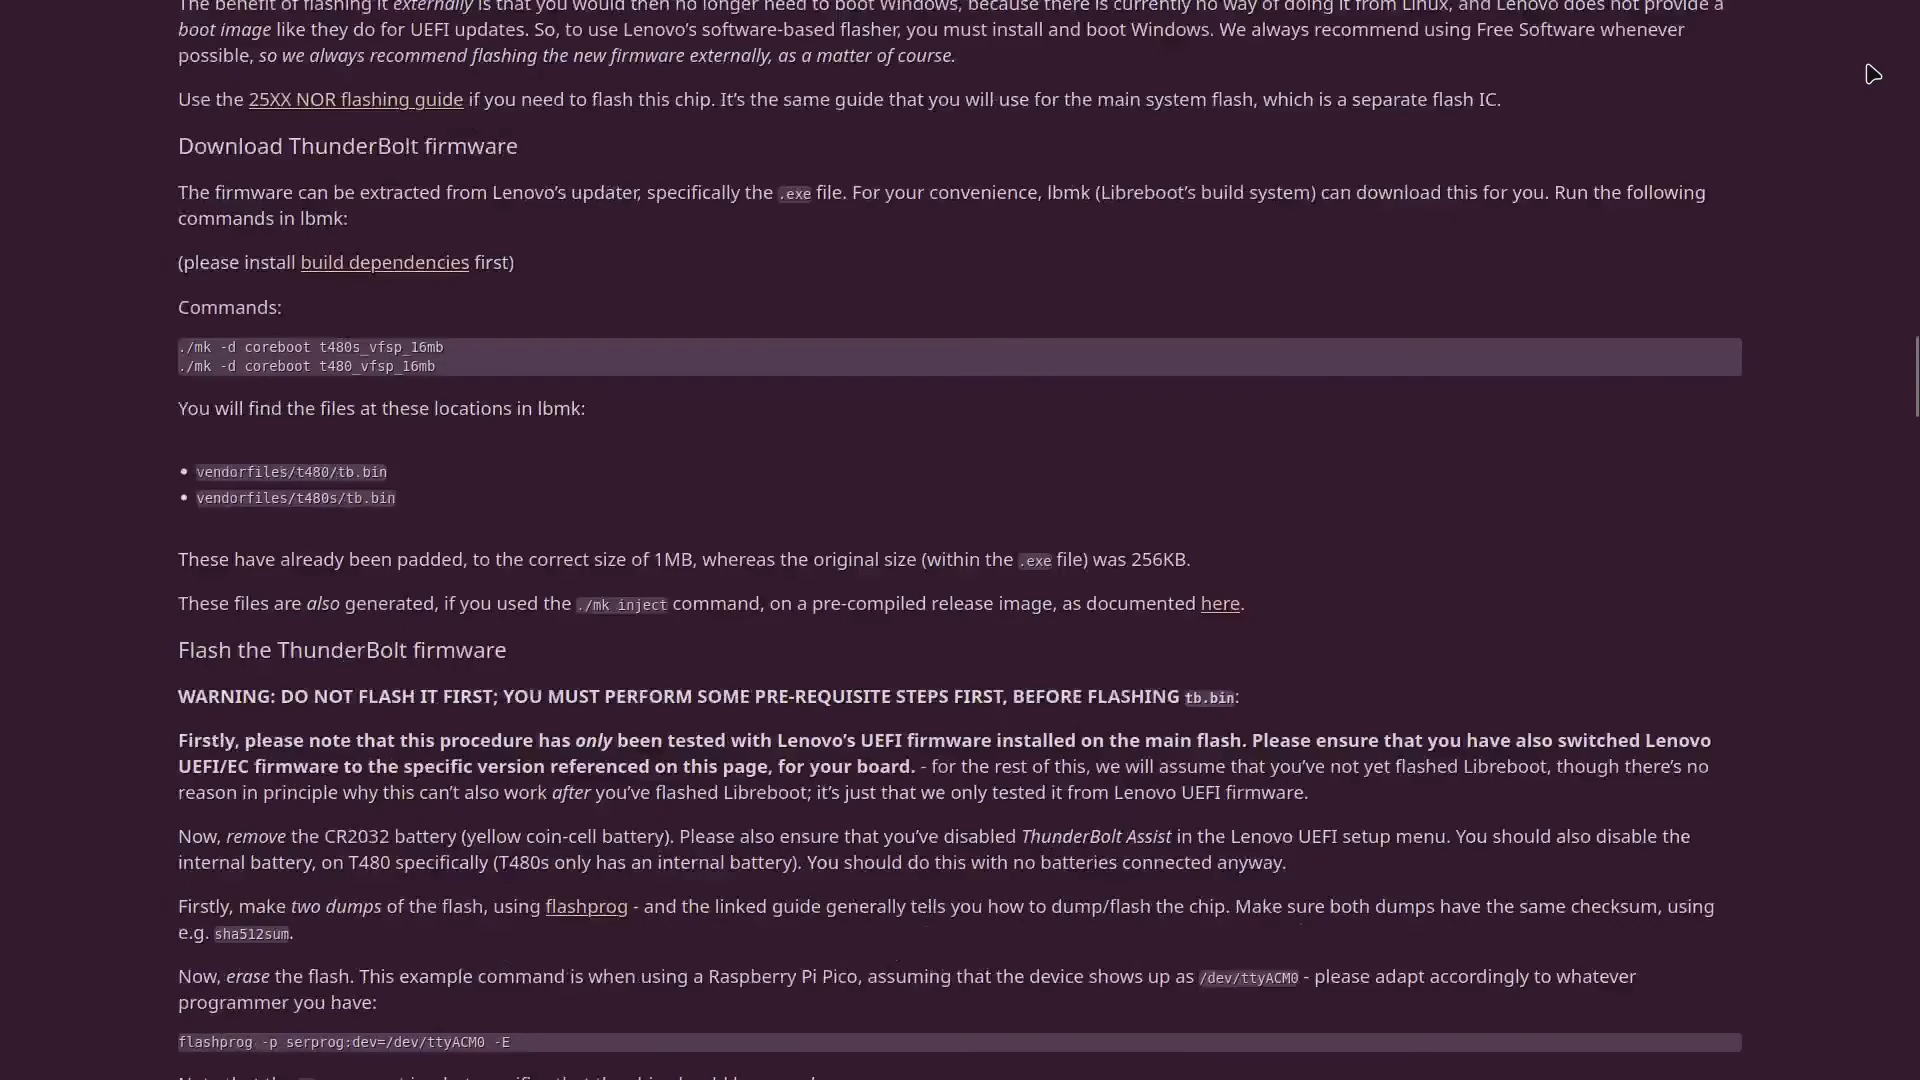 The benefit of flashing it externally is that you would then no longer need to boot Windows, because there is currently no way of doing it from Linux, and Lenovo does not provide a
boot image like they do for UEFI updates. So, to use Lenovo’s software-based flasher, you must install and boot Windows. We always recommend using Free Software whenever
possible, so we always recommend flashing the new firmware externally, as a matter of course.
Use the 25XX NOR flashing guide if you need to flash this chip. It’s the same guide that you will use for the main system flash, which is a separate flash IC.
Download ThunderBolt firmware
The firmware can be extracted from Lenovo’s updater, specifically the .exe file. For your convenience, lbmk (Libreboot’s build system) can download this for you. Run the following
commands in lbmk:
(please install build dependencies first)
Commands:
./mk -d coreboot t480s_vfsp_16mb
./mk -d coreboot t480_vfsp_16mb
You will find the files at these locations in lbmk:
• vendorfiles/t480/tb.bin
• vendorfiles/t480s/tb.bin
These have already been padded, to the correct size of 1MB, whereas the original size (within the .exe file) was 256KB.
These files are also generated, if you used the ./mk inject command, on a pre-compiled release image, as documented here.
Flash the ThunderBolt firmware
WARNING: DO NOT FLASH IT FIRST; YOU MUST PERFORM SOME PRE-REQUISITE STEPS FIRST, BEFORE FLASHING tb.bin:
Firstly, please note that this procedure has only been tested with Lenovo’s UEFI firmware installed on the main flash. Please ensure that you have also switched Lenovo
UEFI/EC firmware to the specific version referenced on this page, for your board. - for the rest of this, we will assume that you’ve not yet flashed Libreboot, though there’s no
reason in principle why this can’t also work after you’ve flashed Libreboot; it’s just that we only tested it from Lenovo UEFI firmware.
Now, remove the CR2032 battery (yellow coin-cell battery). Please also ensure that you’ve disabled ThunderBolt Assist in the Lenovo UEFI setup menu. You should also disable the
internal battery, on T480 specifically (T480s only has an internal battery). You should do this with no batteries connected anyway.
Firstly, make two dumps of the flash, using flashprog - and the linked guide generally tells you how to dump/flash the chip. Make sure both dumps have the same checksum, using
e.g. sha512sum.
Now, erase the flash. This example command is when using a Raspberry Pi Pico, assuming that the device shows up as /dev/ttyACM0 - please adapt accordingly to whatever
programmer you have:
flashprog -p serprog:dev=/dev/ttyACM0 -E